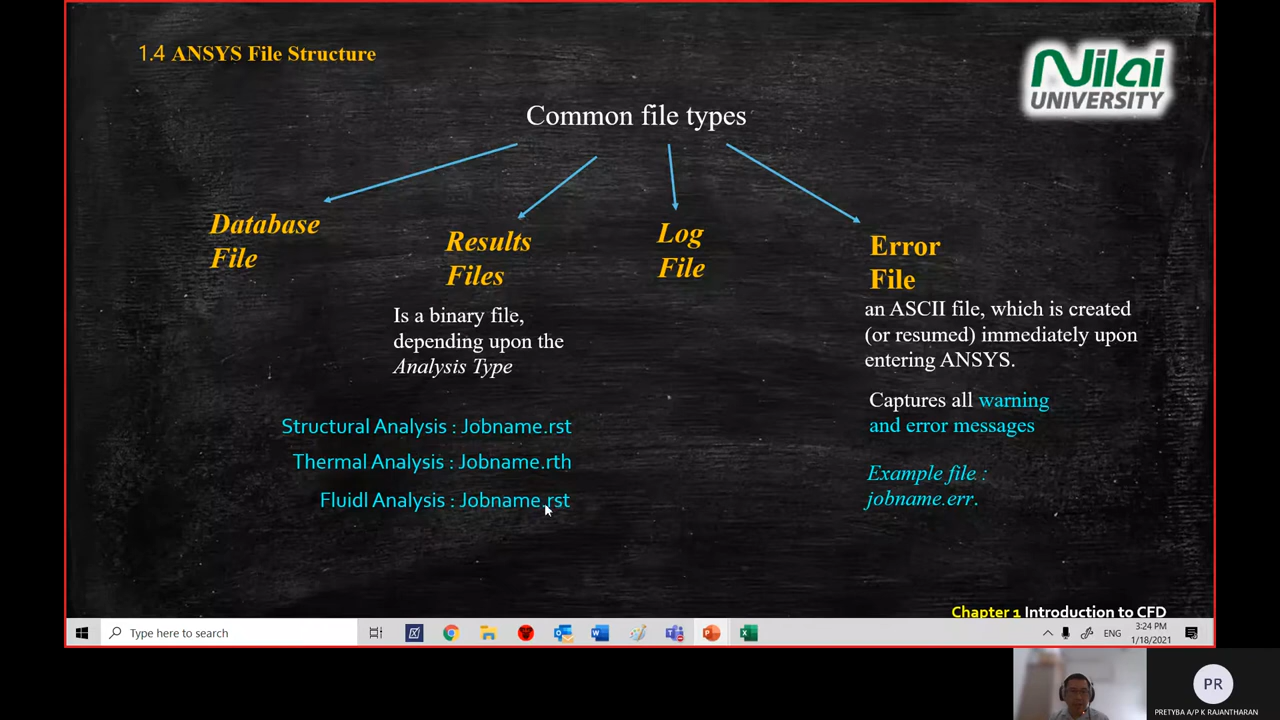 1.4 ANSYS File Structure
Nilai
UNIVERSITY
Common file types
Database
File
Results
Files
Is a binary file,
depending upon the
Analysis Type
Structural Analysis : Jobname.rst
Thermal Analysis : Jobname.rth
Fluidl Analysis : Jobname.rst
Log
File
Error
File
an ASCII file, which is created
(or resumed) immediately upon
entering ANSYS.
Captures all warning
and error messages
Example file :
jobname.err.
Chapter 1 Introduction to CFD
Type here to search
ENG
3:24 PM
1/18/2021
PR
PRETYBA A/P K RAJANTHARAN